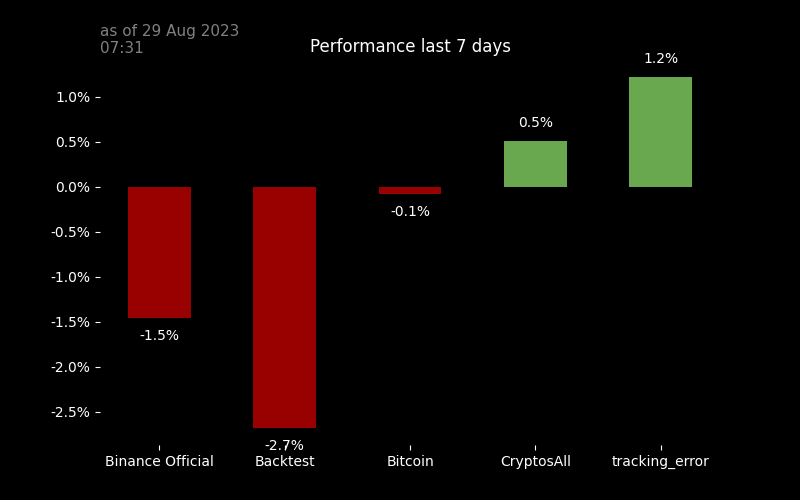 as of 29 Aug 2023
07:31
Performance last 7 days
1.2%
1.0%
0.5%
0.5%
0.0%
-0.1%
-0.5%
-1.0%
-1.5%
-1.5%
-2.0%
-2.5%
-2.7%
Binance Official
Backtest
Bitcoin
CryptosAll
tracking_error